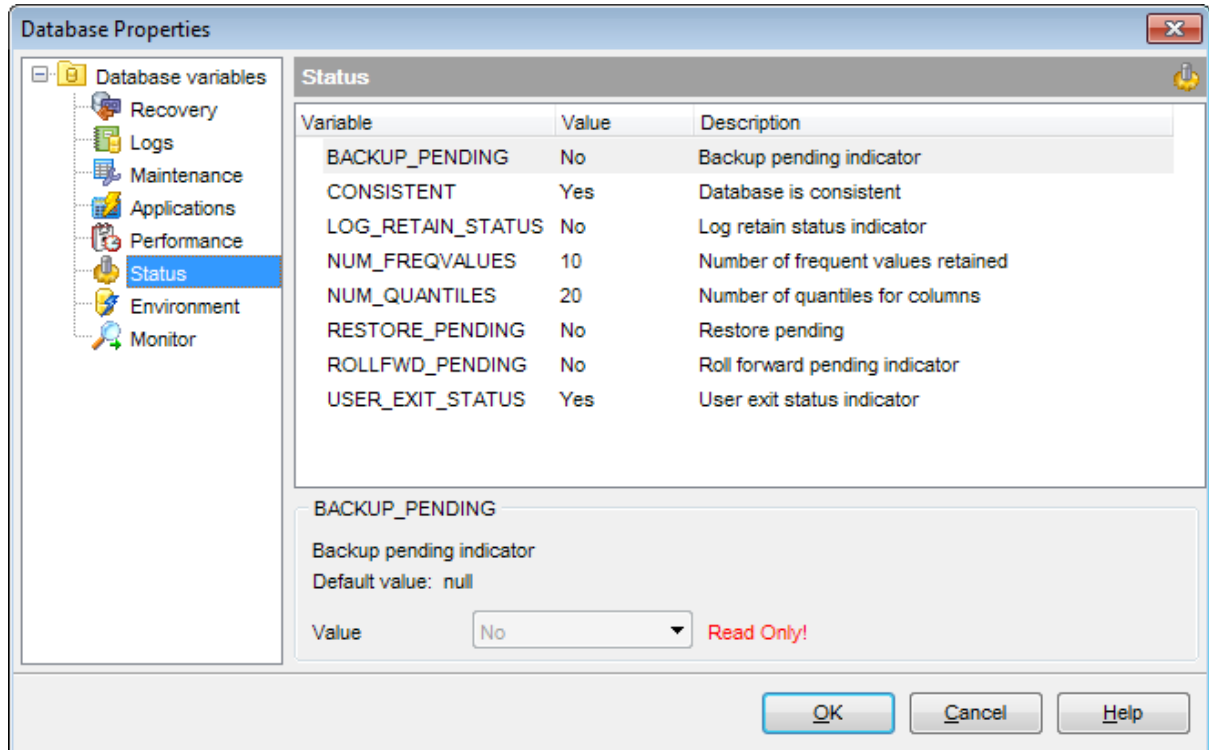 Database Properties
Database variables
Recovery
Logs
Maintenance
Applications
Performance
Status
Environment
Monitor
Status
Variable Value Description
BACKUP_PENDING No Backup pending indicator
CONSISTENT Yes Database is consistent
LOG_RETAIN_STATUS No Log retain status indicator
NUM_FREQVALUES 10 Number of frequent values retained
NUM_QUANTILES 20 Number of quantiles for columns
RESTORE_PENDING No Restore pending
ROLLFWD_PENDING No Roll forward pending indicator
USER_EXIT_STATUS Yes User exit status indicator
BACKUP_PENDING
Backup pending indicator
Default value: null
Value No Read Only!
OK Cancel Help